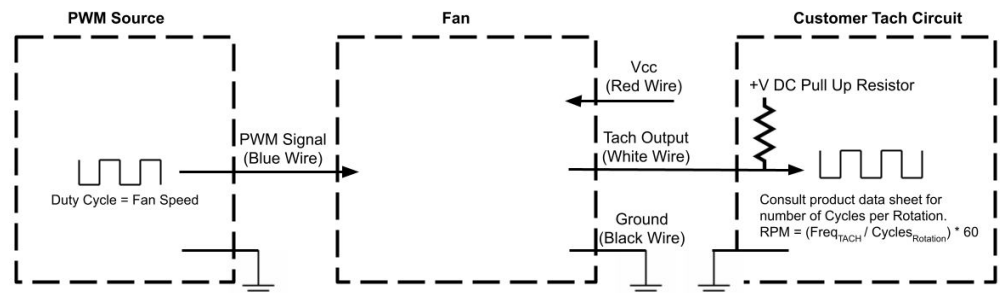 PWM Source
Fan
Customer Tach Circuit
Vcc
(Red Wire)
+V DC Pull Up Resistor
PWM Signal
(Blue Wire)
Tach Output
(White Wire)
Duty Cycle = Fan Speed
Consult product data sheet for
number of Cycles per Rotation.
RPM = (FreqTACH / CyclesRotation) * 60
Ground
(Black Wire)